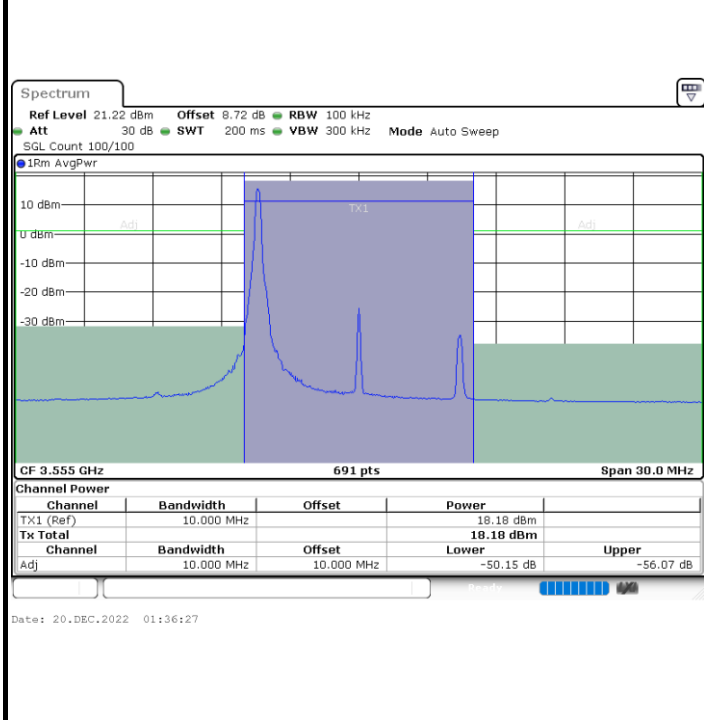 Spectrum
Ref Level 21.22 dBm Offset 8.72 dB RBW 100 kHz
Att 30 dB SWT 200 ms VBW 300 kHz Mode Auto Sweep
SGL Count 100/100
1Rm AvgPwr
10 dBm
TX1
Adj Adj
0 dBm
-10 dBm
-20 dBm
-30 dBm
CF 3.555 GHz 691 pts Span 30.0 MHz
Channel Power
Channel Bandwidth Offset Power
TX1 (Ref) 10.000 MHz 18.18 dBm
Tx Total 18.18 dBm
Channel Bandwidth Offset Lower Upper
Adj 10.000 MHz 10.000 MHz -50.15 dB -56.07 dB
Ready
Date: 20.DEC.2022 01:36:27